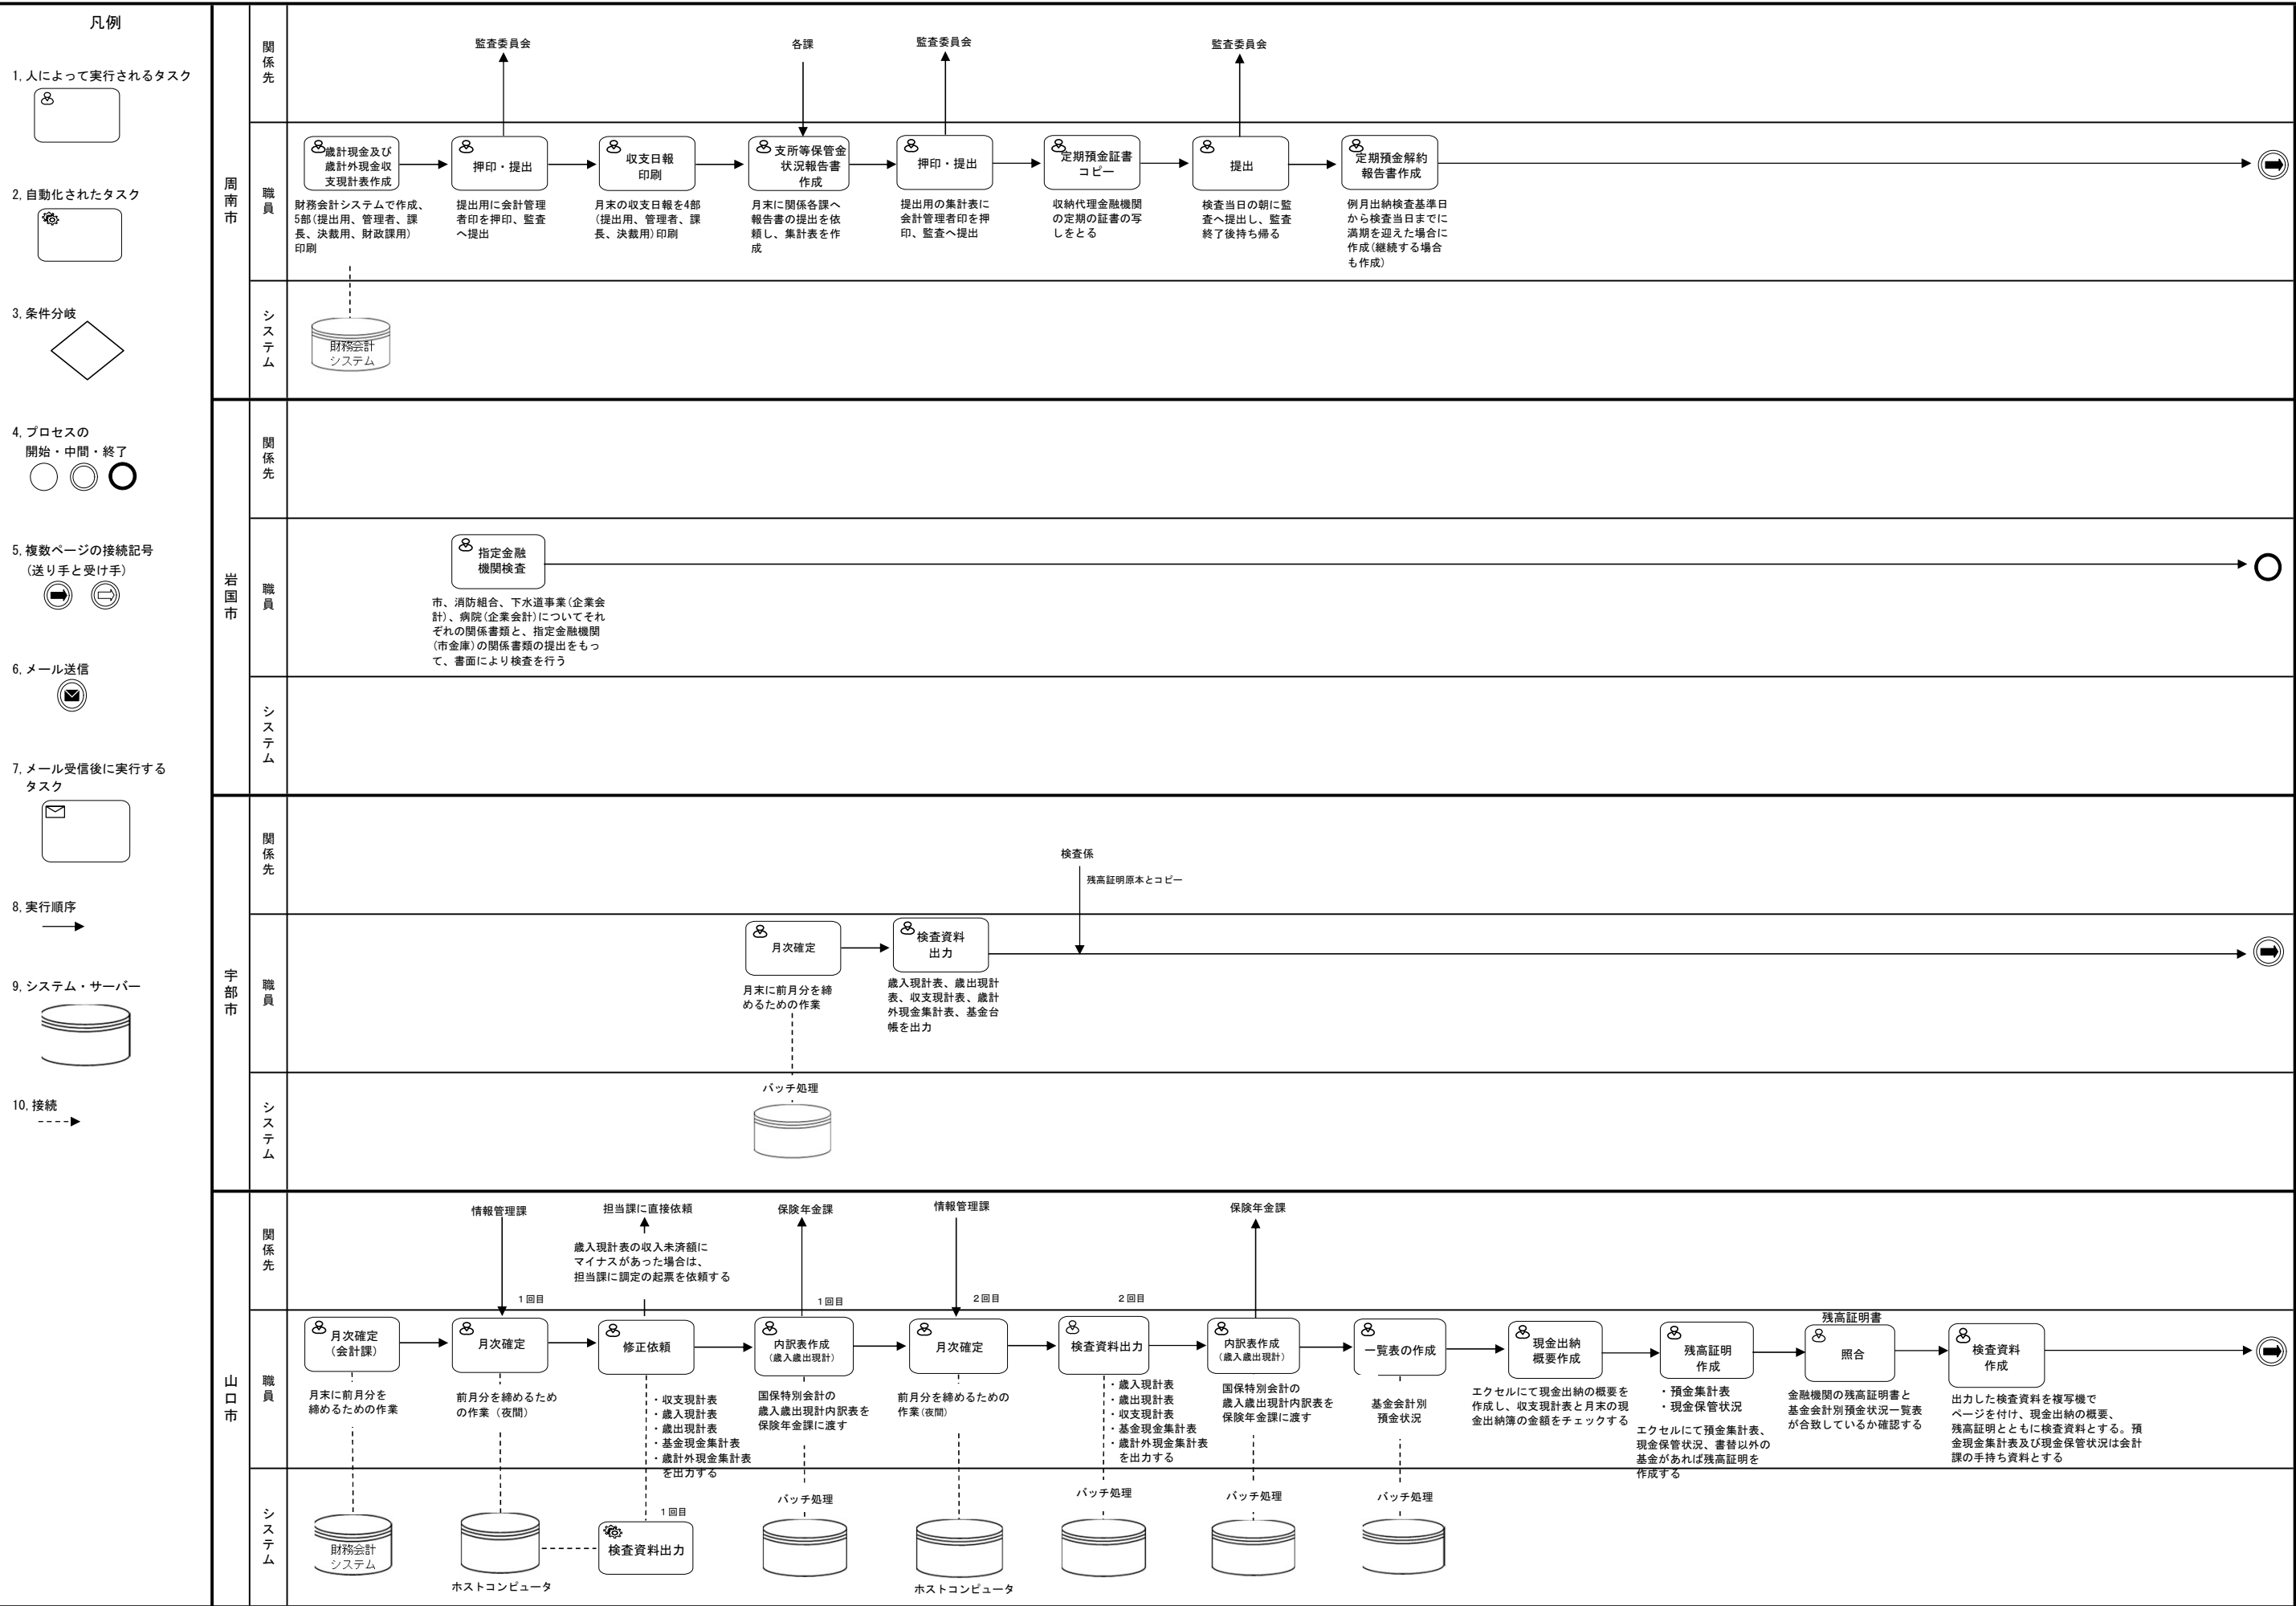 凡例
1,人によって実行されるタスク
2,自動化されたタスク
3,条件分岐
4,プロセスの
開始・中間・終了
5,複数ページの接続記号
(送り手と受け手)
6,メール送信
7,メール受信後に実行する
タスク
8,実行順序
9,システム・サーバー
10,接続
周南市
関係先
監査委員会
各課
監査委員会
監査委員会
職員
歳計現金及び
歳計外現金収
支現計表作成
財務会計システムで作成、
5部(提出用、管理者、課
長、決裁用、財政課用)
印刷
押印・提出
提出用に会計管理
者印を押印、監査
へ提出
収支日報
印刷
月末の収支日報を4部
(提出用、管理者、課
長、決裁用)印刷
支所等保管金
状況報告書
作成
月末に関係各課へ
報告書の提出を依
頼し、集計表を作
成
押印・提出
提出用の集計表に
会計管理者印を押
印、監査へ提出
定期預金証書
コピー
収納代理金融機関
の定期の証書の写
しをとる
提出
検査当日の朝に監
査へ提出し、監査
終了後持ち帰る
定期預金解約
報告書作成
例月出納検査基準日
から検査当日までに
満期を迎えた場合に
作成(継続する場合
も作成)
システム
財務会計
システム
岩国市
関係先
職員
指定金融
機関検査
市、消防組合、下水道事業(企業会
計)、病院(企業会計)についてそれ
ぞれの関係書類と、指定金融機関
(市金庫)の関係書類の提出をもっ
て、書面により検査を行う
システム
宇部市
関係先
検査係
残高証明原本とコピー
職員
月次確定
月末に前月分を締
めるための作業
検査資料
出力
歳入現計表、歳出現計
表、収支現計表、歳計
外現金集計表、基金台
帳を出力
システム
バッチ処理
山口市
関係先
情報管理課
1回目
担当課に直接依頼
歳入現計表の収入未済額に
マイナスがあった場合は、
担当課に調定の起票を依頼する
保険年金課
1回目
情報管理課
2回目
2回目
保険年金課
職員
月次確定
(会計課)
月末に前月分を
締めるための作業
月次確定
前月分を締めるため
の作業(夜間)
修正依頼
・収支現計表
・歳入現計表
・歳出現計表
・基金現金集計表
・歳計外現金集計表
を出力する
内訳表作成
(歳入歳出現計)
国保特別会計の
歳入歳出現計内訳表を
保険年金課に渡す
月次確定
前月分を締めるための
作業(夜間)
検査資料出力
・歳入現計表
・歳出現計表
・収支現計表
・基金現金集計表
・歳計外現金集計表
を出力する
内訳表作成
(歳入歳出現計)
国保特別会計の
歳入歳出現計内訳表を
保険年金課に渡す
一覧表の作成
基金会計別
預金状況
現金出納
概要作成
エクセルにて現金出納の概要を
作成し、収支現計表と月末の現
金出納簿の金額をチェックする
残高証明
作成
・預金集計表
・現金保管状況
エクセルにて預金集計表、
現金保管状況、書替以外の
基金があれば残高証明を
作成する
残高証明書
照合
金融機関の残高証明書と
基金会計別預金状況一覧表
が合致しているか確認する
検査資料
作成
出力した検査資料を複写機で
ページを付け、現金出納の概要、
残高証明とともに検査資料とする。預
金現金集計表及び現金保管状況は会計
課の手持ち資料とする
システム
財務会計
システム
ホストコンピュータ
1回目
検査資料出力
バッチ処理
ホストコンピュータ
バッチ処理
バッチ処理
バッチ処理